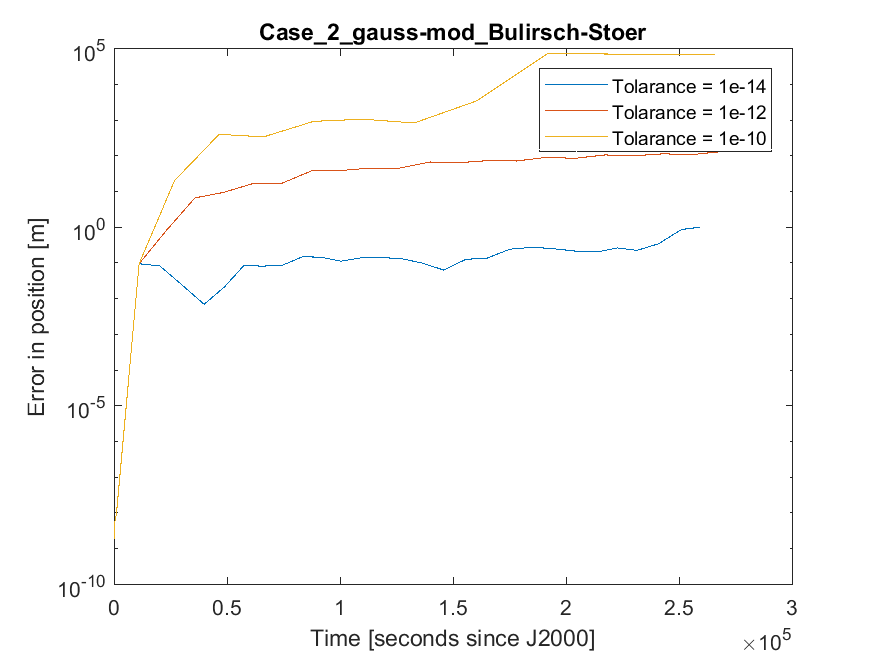 Case_2_gauss-mod_Bulirsch-Stoer
10^5
10^0
10^-5
10^-10
Error in position [m]
Tolarance = 1e-14
Tolarance = 1e-12
Tolarance = 1e-10
0 0.5 1 1.5 2 2.5 3
Time [seconds since J2000]
×10^5